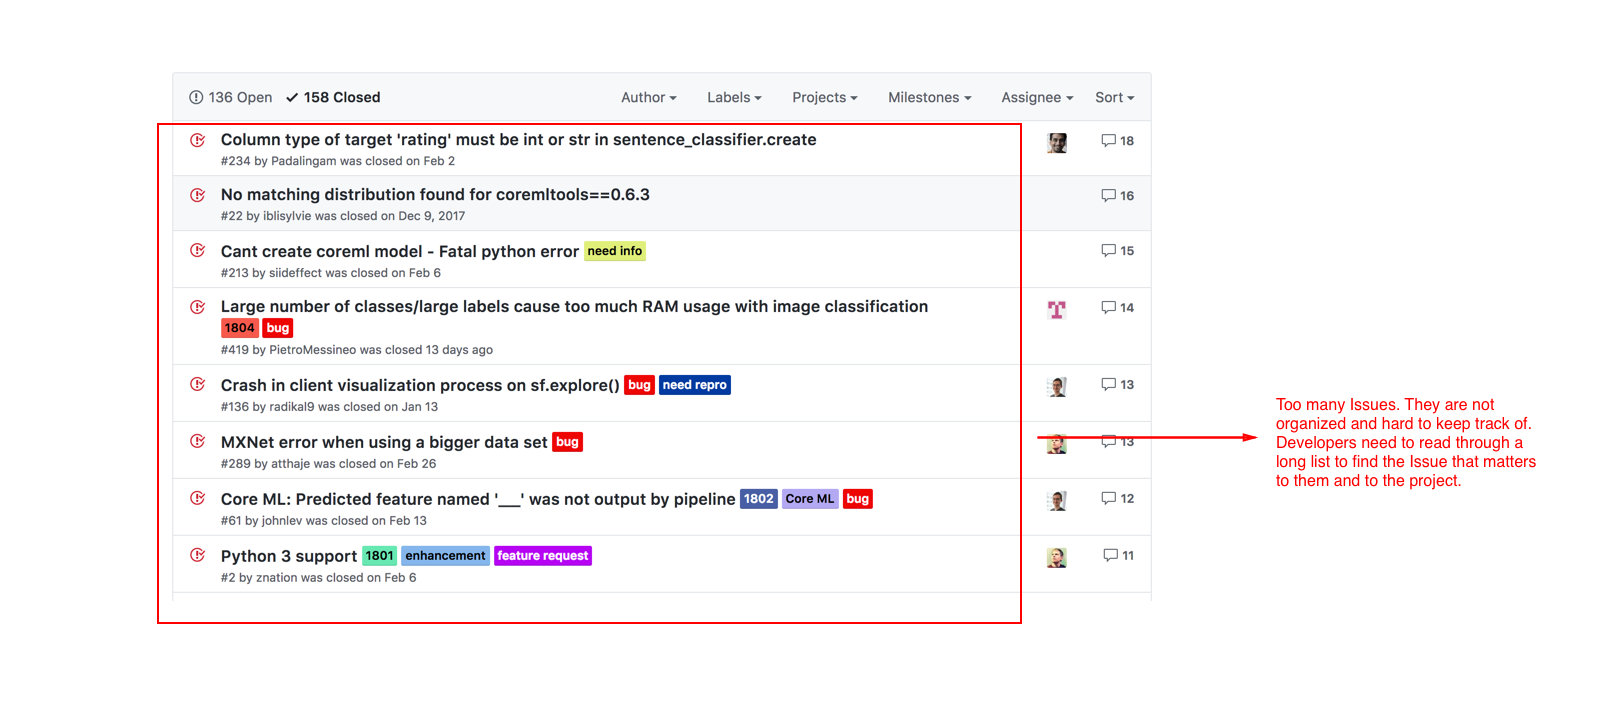 136 Open 158 Closed Author Labels Projects Milestones Assignee Sort
Column type of target 'rating' must be int or str in sentence_classifier.create 18
#234 by Padalingam was closed on Feb 2
No matching distribution found for coremltools==0.6.3 16
#22 by iblisylvie was closed on Dec 9, 2017
Cant create coreml model - Fatal python error need info 15
#213 by siideffect was closed on Feb 6
Large number of classes/large labels cause too much RAM usage with image classification 14
1804 bug
#419 by PietroMessineo was closed 13 days ago
Crash in client visualization process on sf.explore() bug need repro 13
#136 by radikal9 was closed on Jan 13
MXNet error when using a bigger data set bug 13
#289 by atthaje was closed on Feb 26
Core ML: Predicted feature named '___' was not output by pipeline 1802 Core ML bug 12
#61 by johnlev was closed on Feb 13
Python 3 support 1801 enhancement feature request 11
#2 by znation was closed on Feb 6
Too many Issues. They are not
organized and hard to keep track of.
Developers need to read through a
long list to find the Issue that matters
to them and to the project.